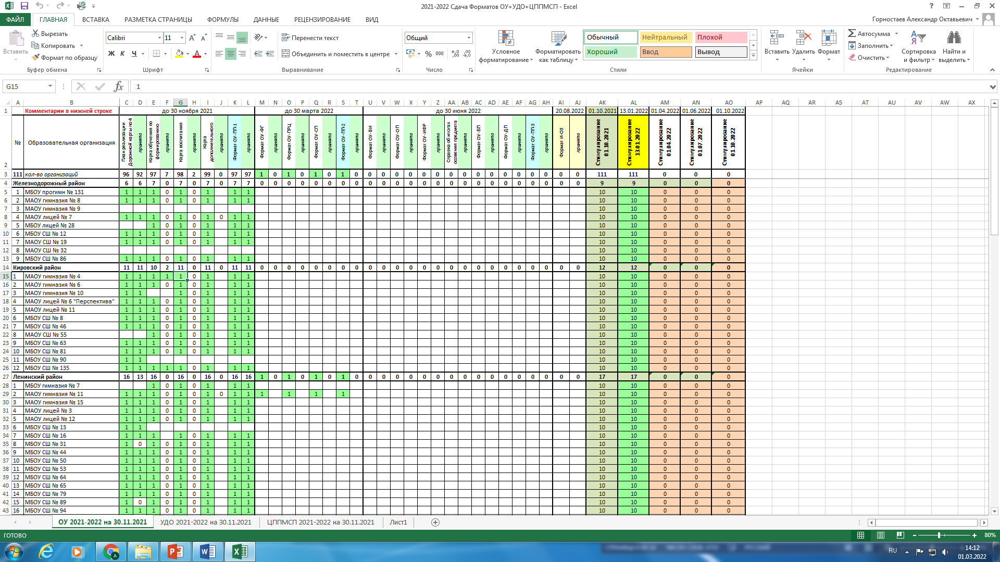 2021-2022 Сдача Форматов ОУ+УДО+ЦППМСП - Excel
ФАЙЛ ГЛАВНАЯ ВСТАВКА РАЗМЕТКА СТРАНИЦЫ ФОРМУЛЫ ДАННЫЕ РЕЦЕНЗИРОВАНИЕ ВИД Горностаев Александр Октавьевич
Вставить Вырезать Копировать Формат по образцу Буфер обмена
Calibri 11 Ж К Ч Шрифт
Перенести текст Объединить и поместить в центре Выравнивание
Общий % 000 Число
Условное форматирование Форматировать как таблицу
Обычный Нейтральный Плохой
Хороший Ввод Вывод
Стили
Вставить Удалить Формат Ячейки
Автосумма Заполнить Очистить Сортировка и фильтр Найти и выделить Редактирование
G15 fx 1
A B C D E F G H I J K L M N O P Q R S T U V W X Y Z AA AB AC AD AE AF AG AH AI AJ AK AL AM AN AO AP AQ AR AS AT AU AV AW AX
1 Комментарии в нижней строке до 30 ноября 2021 до 30 марта 2022 до 30 июня 2022 20.08.2022 01.10.2021 13.01.2022 01.04.2022 01.06.2022 01.10.2022
2 № Образовательная организация План реализации Дорожной карты по 4 принято Карта обучения по формированию принято Карта воспитания принято Карта дополнительного принято Формат ОУ-ПП-1 принято Формат ОУ-ФГ принято Формат ОУ-ПРЦ принято Формат ОУ-СП принято Формат ОУ-ПП-2 принято Формат ОУ-ВИ принято Формат ОУ-ОП принято Формат ОУ-ИФР принято Справка об итогах освоения предмета принято Формат ОУ-БП принято Формат ОУ-ДП принято Формат ОУ-ПП-3 принято Формат И-ОЗ принято Стимулирование 01.10.2021 Стимулирование 13.01.2022 Стимулирование 01.04.2022 Стимулирование 01.07.2022 Стимулирование 01.10.2022
3 111 кол-во организаций 96 92 97 7 98 2 99 0 97 97 1 0 1 0 1 0 1 0 0 0 0 0 0 0 0 0 0 0 0 0 0 0 0 0 111 111 0 0 0
4 Железнодорожный район 6 6 7 0 7 0 7 0 7 7 0 0 0 0 0 0 0 0 0 0 0 0 0 0 0 0 0 0 0 0 0 0 0 0 9 9 0 0 0
5 1 МБОУ прогимн № 131 1 1 1 0 1 0 1 1 1 10 10 0 0 0
6 2 МАОУ гимназия № 8 1 1 1 0 1 0 1 1 1 10 10 0 0 0
7 3 МАОУ гимназия № 9 10 10 0 0 0
8 4 МАОУ лицей № 7 1 1 1 0 1 0 1 0 1 1 10 10 0 0 0
9 5 МБОУ лицей № 28 1 0 1 0 1 1 1 10 10 0 0 0
10 6 МБОУ СШ № 12 1 1 1 0 1 0 1 1 1 10 10 0 0 0
11 7 МАОУ СШ № 19 1 1 1 0 1 0 1 1 1 10 10 0 0 0
12 8 МАОУ СШ № 32 10 10 0 0 0
13 9 МБОУ СШ № 86 1 1 1 0 1 0 1 1 1 10 10 0 0 0
14 Кировский район 11 11 10 2 11 0 11 0 11 11 0 0 0 0 0 0 0 0 0 0 0 0 0 0 0 0 0 0 0 0 0 0 0 0 12 12 0 0 0
15 1 МАОУ гимназия № 4 1 1 1 1 1 0 1 1 1 10 10 0 0 0
16 2 МАОУ гимназия № 6 1 1 1 0 1 0 1 1 1 10 10 0 0 0
17 3 МАОУ гимназия № 10 1 1 1 0 1 1 1 10 10 0 0 0
18 4 МАОУ лицей № 6 "Перспектива" 1 1 1 0 1 0 1 1 1 10 10 0 0 0
19 5 МАОУ лицей № 11 1 1 1 0 1 0 1 1 1 10 10 0 0 0
20 6 МБОУ СШ № 8 1 1 1 0 1 0 1 1 1 10 10 0 0 0
21 7 МБОУ СШ № 46 1 1 1 0 1 0 1 1 1 10 10 0 0 0
22 8 МАОУ СШ № 55 1 0 1 0 1 1 1 10 10 0 0 0
23 9 МБОУ СШ № 63 1 1 1 0 1 0 1 1 1 10 10 0 0 0
24 10 МБОУ СШ № 81 1 1 1 0 1 0 1 1 1 10 10 0 0 0
25 11 МБОУ СШ № 90 1 1 10 10 0 0 0
26 12 МБОУ СШ № 135 1 1 1 1 1 0 1 1 1 10 10 0 0 0
27 Ленинский район 16 13 16 0 16 0 16 0 16 16 1 0 1 0 1 0 1 0 0 0 0 0 0 0 0 0 0 0 0 0 0 0 0 0 17 17 0 0 0
28 1 МБОУ гимназия № 7 1 0 1 0 1 1 1 10 10 0 0 0
29 2 МАОУ гимназия № 11 1 1 1 0 1 0 1 0 1 1 1 1 1 1 10 10 0 0 0
30 3 МАОУ гимназия № 15 1 1 1 0 1 0 1 1 1 10 10 0 0 0
31 4 МАОУ лицей № 3 1 1 1 0 1 0 1 1 1 10 10 0 0 0
32 5 МАОУ лицей № 12 1 1 1 0 1 0 1 1 1 10 10 0 0 0
33 6 МБОУ СШ № 13 1 1 10 10 0 0 0
34 7 МБОУ СШ № 16 1 1 1 1 0 1 1 1 10 10 0 0 0
35 8 МБОУ СШ № 31 1 0 1 0 1 0 1 1 1 10 10 0 0 0
36 9 МБОУ СШ № 44 1 1 1 0 1 0 1 1 1 10 10 0 0 0
37 10 МБОУ СШ № 50 1 1 1 0 1 0 1 1 1 10 10 0 0 0
38 11 МБОУ СШ № 53 1 1 1 0 1 0 1 1 1 10 10 0 0 0
39 12 МБОУ СШ № 64 1 1 1 0 1 0 1 1 1 10 10 0 0 0
40 13 МБОУ СШ № 65 1 1 1 0 1 0 1 1 1 10 10 0 0 0
41 14 МБОУ СШ № 79 1 1 1 0 1 0 1 1 1 10 10 0 0 0
42 15 МБОУ СШ № 89 1 0 1 0 1 0 1 1 1 10 10 0 0 0
43 16 МБОУ СШ № 94 1 1 1 0 1 0 1 1 1 10 10 0 0 0
ОУ 2021-2022 на 30.11.2021 УДО 2021-2022 на 30.11.2021 ЦППМСП 2021-2022 на 30.11.2021 Лист1
ГОТОВО 80%
RU 14:12
01.03.2022